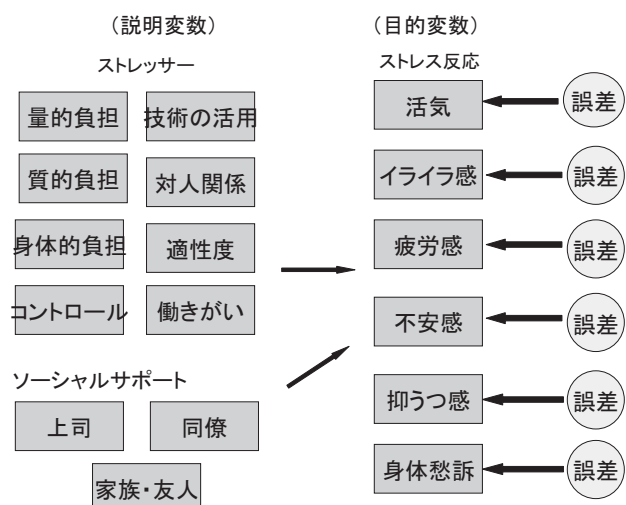 （説明変数）
ストレッサー
量的負担
技術の活用
質的負担
対人関係
身体的負担
適性度
コントロール
働きがい
ソーシャルサポート
上司
同僚
家族・友人
（目的変数）
ストレス反応
活気
誤差
イライラ感
誤差
疲労感
誤差
不安感
誤差
抑うつ感
誤差
身体愁訴
誤差